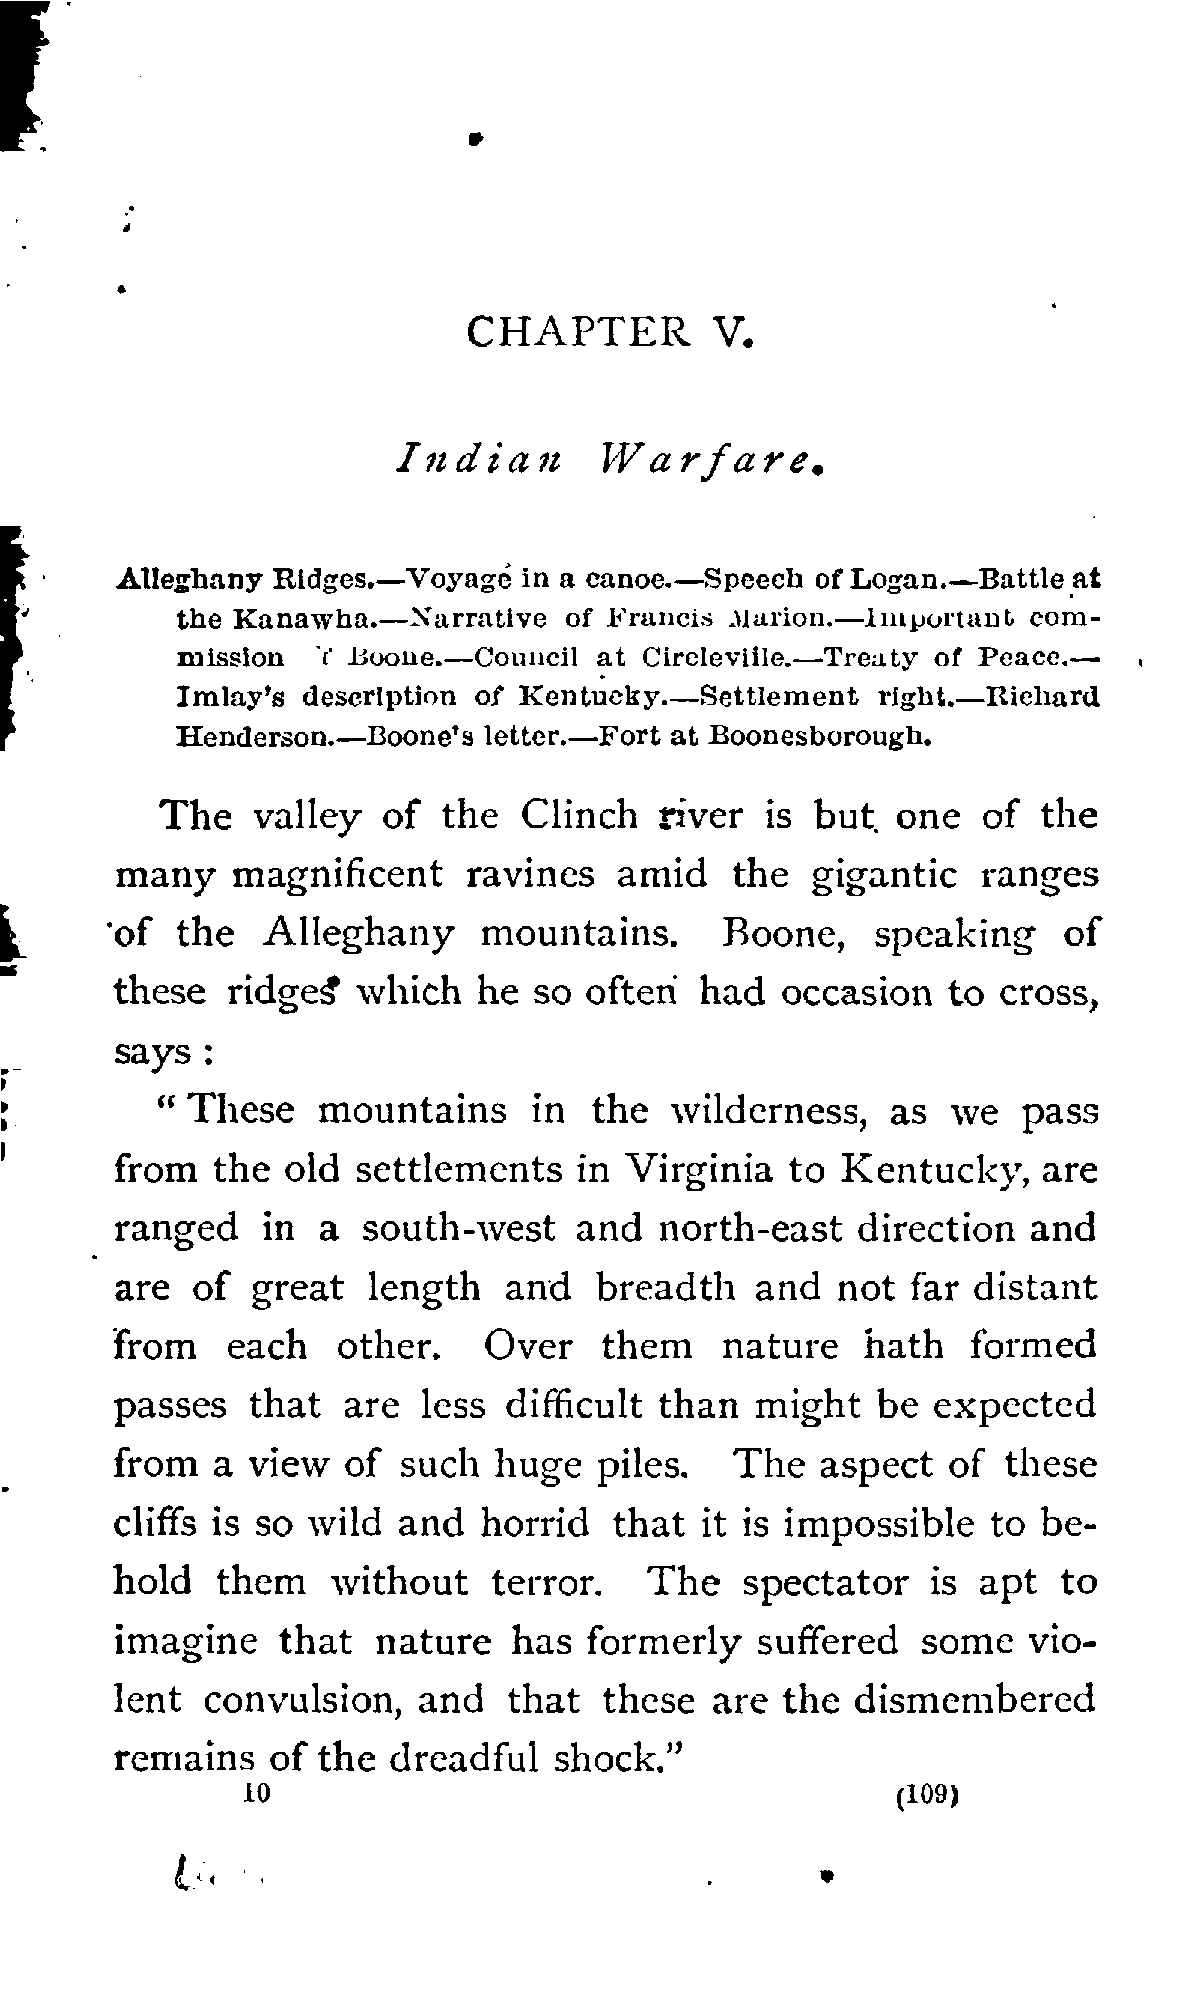 CHAPTER V.
Indian Warfare.
Alleghany Ridges.—Voyage in a canoe.—Speech of Logan.—Battle at
the Kanawha.—Narrative of Francis Marion.—Important com-
mission Boone.—Council at Circleville.—Treaty of Peace.—
Imlay's description of Kentucky.—Settlement right.—Richard
Henderson.—Boone's letter.—Fort at Boonesborough.
The valley of the Clinch river is but one of the
many magnificent ravines amid the gigantic ranges
of the Alleghany mountains. Boone, speaking of
these ridges which he so often had occasion to cross,
says :
“ These mountains in the wilderness, as we pass
from the old settlements in Virginia to Kentucky, are
ranged in a south-west and north-east direction and
are of great length and breadth and not far distant
from each other. Over them nature hath formed
passes that are less difficult than might be expected
from a view of such huge piles. The aspect of these
cliffs is so wild and horrid that it is impossible to be-
hold them without terror. The spectator is apt to
imagine that nature has formerly suffered some vio-
lent convulsion, and that these are the dismembered
remains of the dreadful shock.”
10 (109)